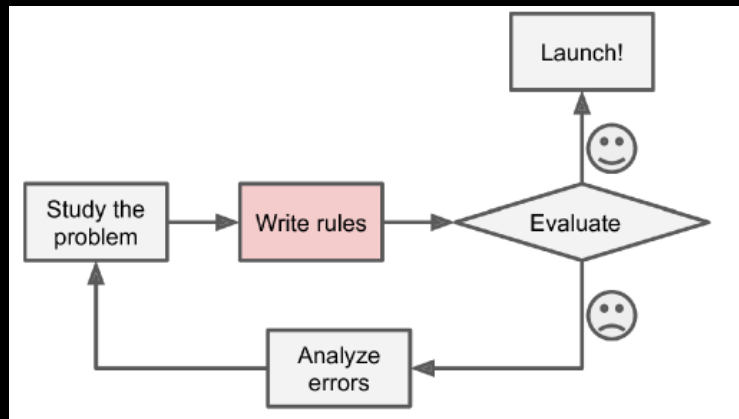 Launch!
Study the
problem
Write rules
Evaluate
Analyze
errors